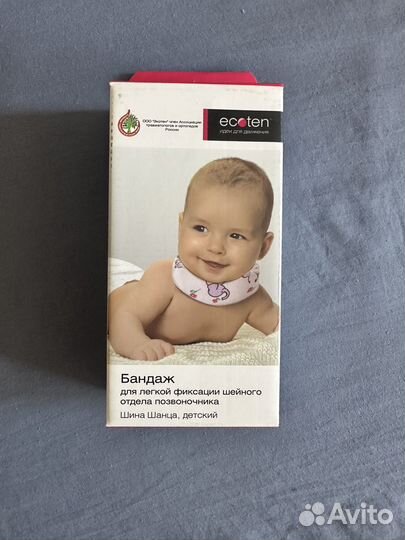 ООО "Экотен" член Ассоциации
травматологов и ортопедов
России
ecoten
ИДЕИ ДЛЯ ДВИЖЕНИЯ
Бандаж
для легкой фиксации шейного
отдела позвоночника
Шина Шанца, детский
Avito